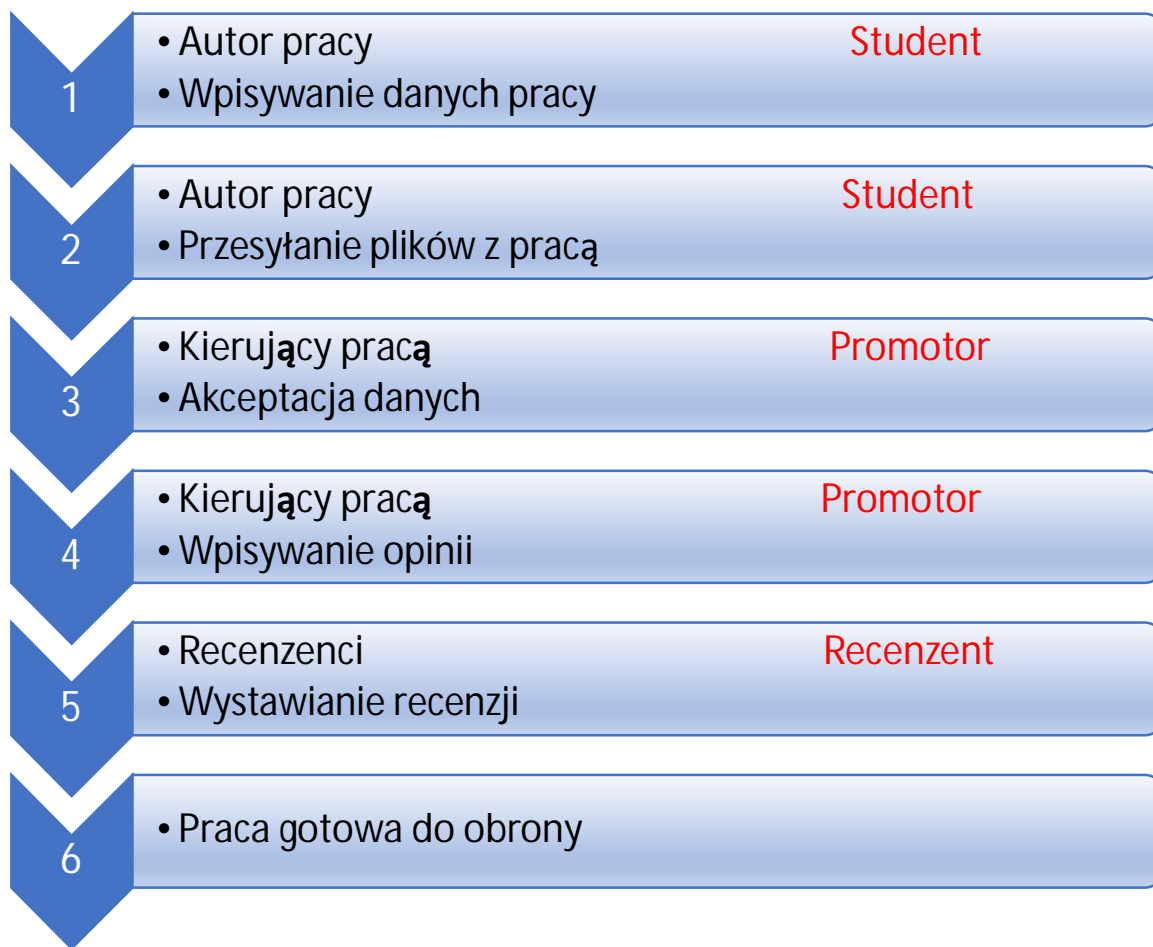 1
• Autor pracy Student
• Wpisywanie danych pracy
2
• Autor pracy Student
• Przesyłanie plików z pracą
3
• Kierujący pracą Promotor
• Akceptacja danych
4
• Kierujący pracą Promotor
• Wpisywanie opinii
5
• Recenzenci Recenzent
• Wystawianie recenzji
6
• Praca gotowa do obrony